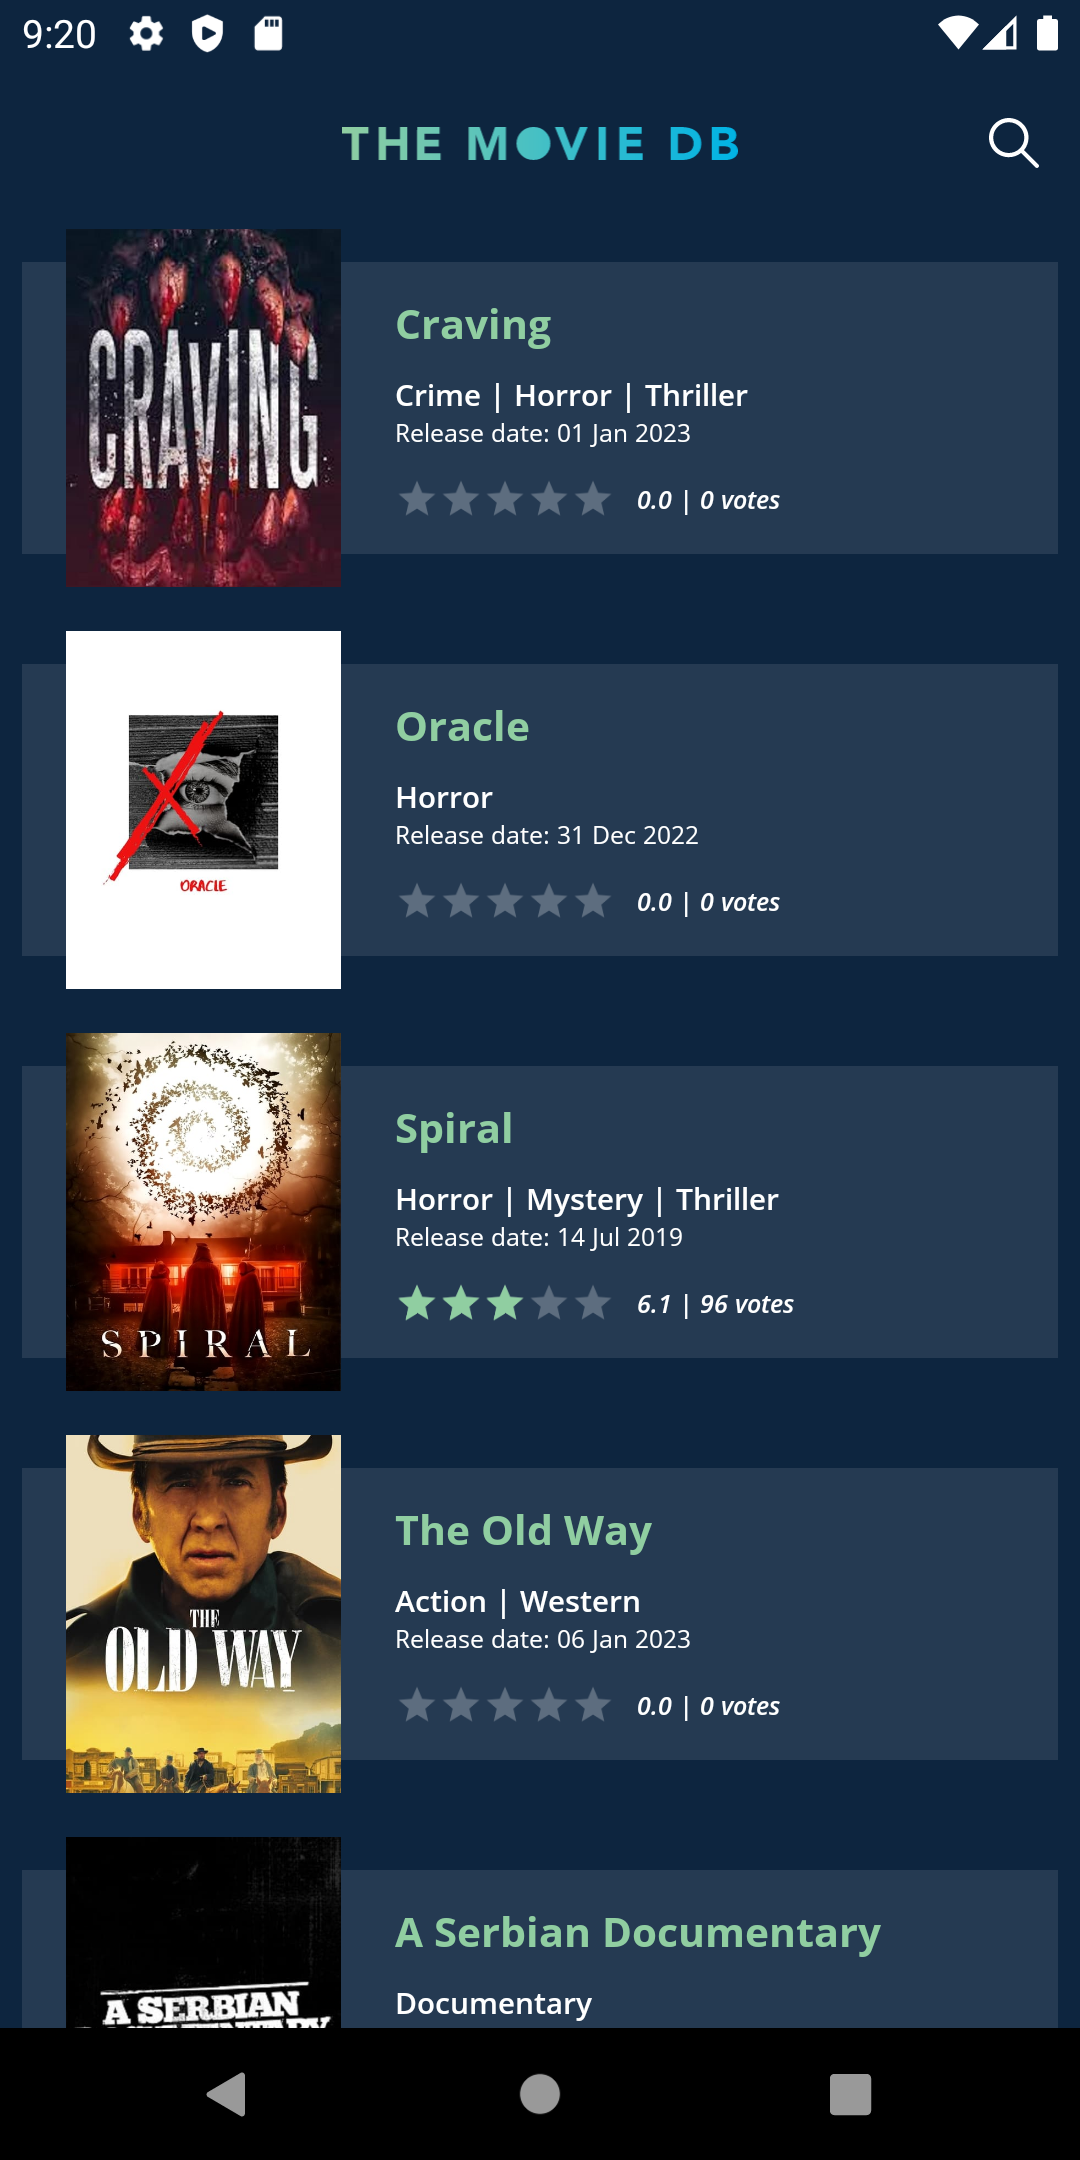 9:20
THE MOVIE DB
CRAVING
Craving
Crime | Horror | Thriller
Release date: 01 Jan 2023
0.0 | 0 votes
ORACLE
Oracle
Horror
Release date: 31 Dec 2022
0.0 | 0 votes
SPIRAL
Spiral
Horror | Mystery | Thriller
Release date: 14 Jul 2019
6.1 | 96 votes
THE
OLD WAY
The Old Way
Action | Western
Release date: 06 Jan 2023
0.0 | 0 votes
A SERBIAN
A Serbian Documentary
Documentary